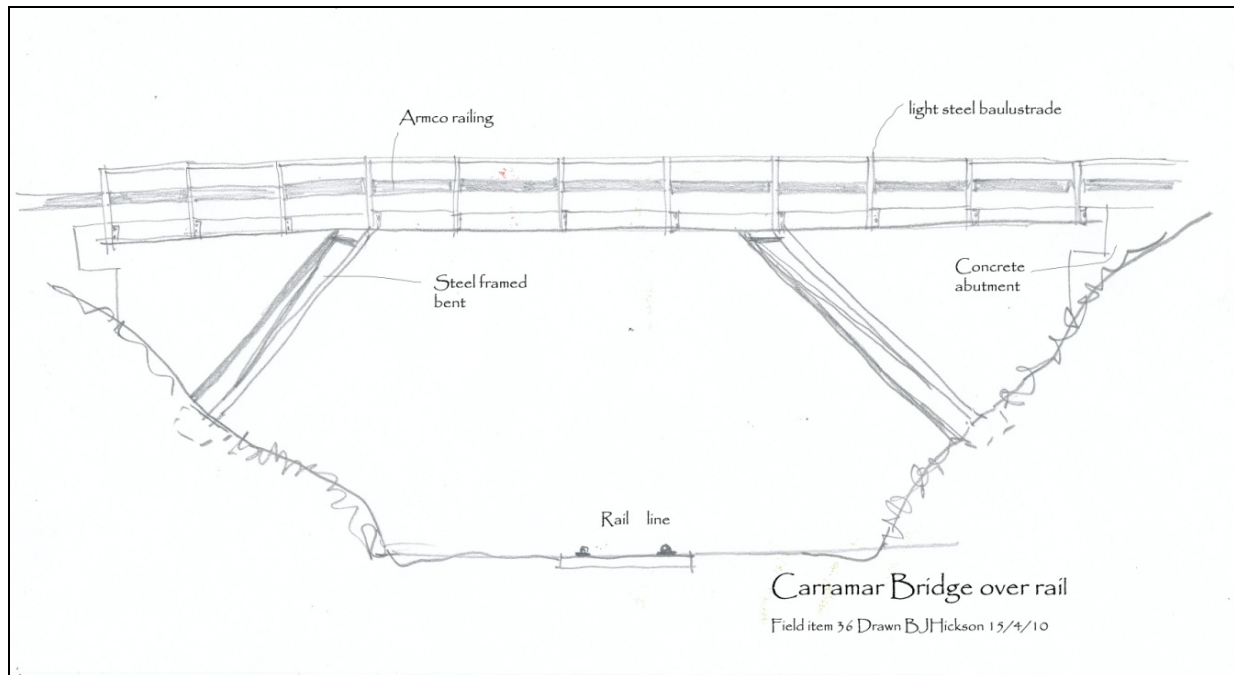 light steel baulustrade
Armco railing
Concrete
abutment
Steel framed
bent
Rail line
Carramar Bridge over rail
Field item 36 Drawn BJHickson 15/4/10